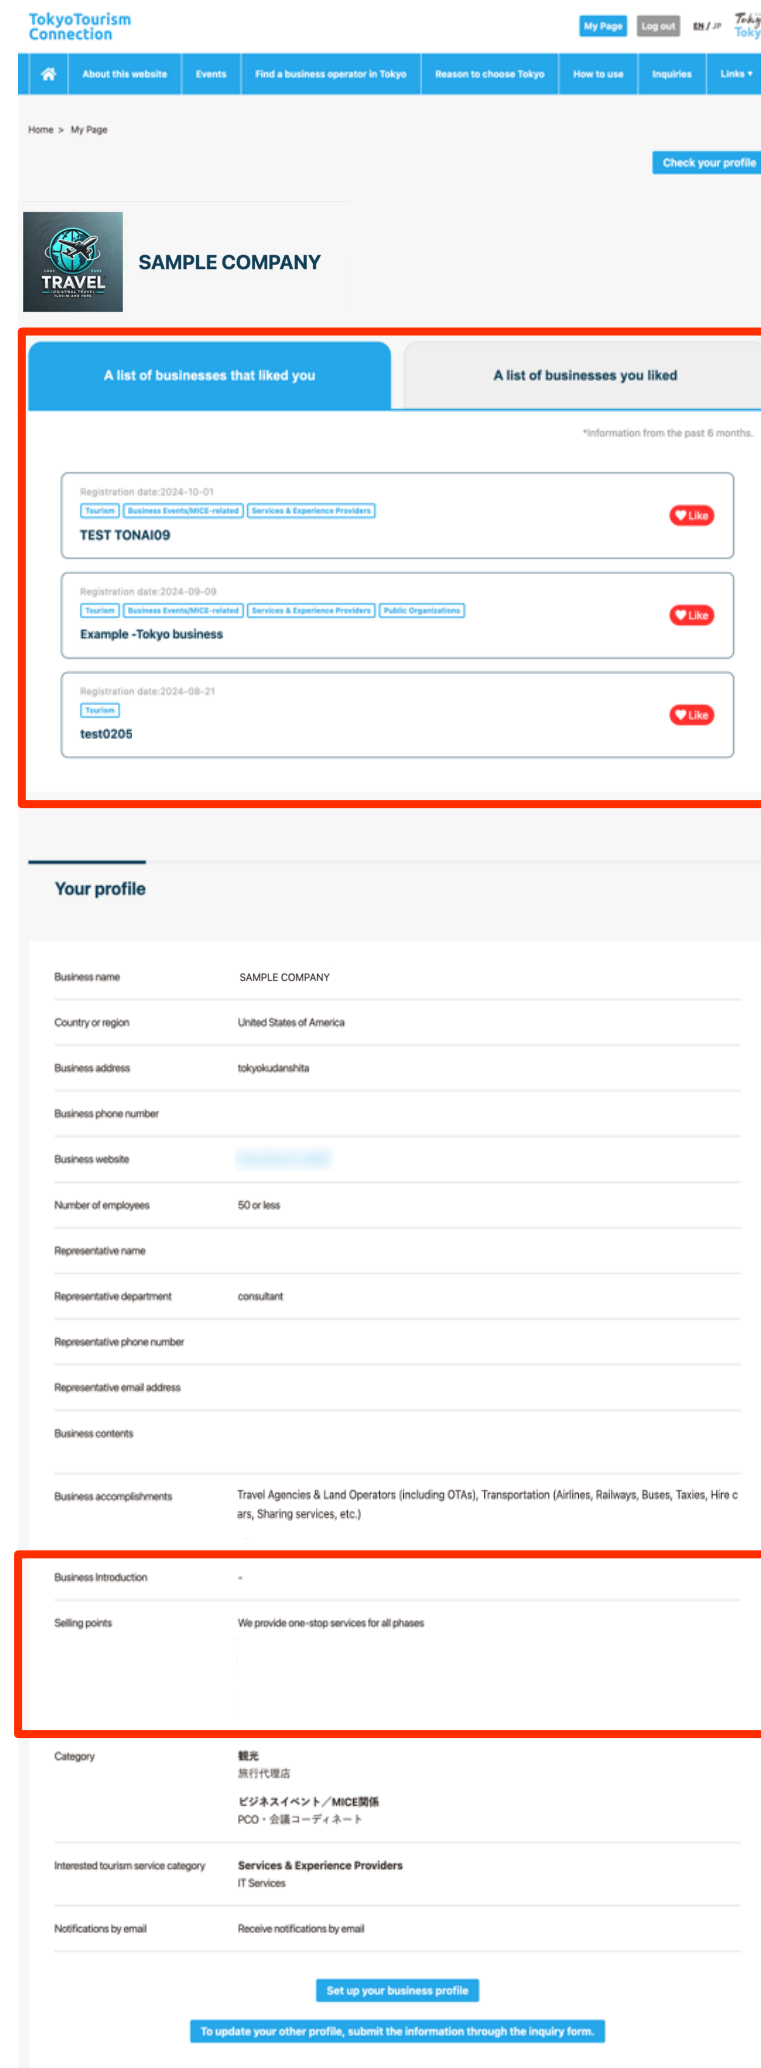 TokyoTourism
Connection
My Page
Log out
EN / JP
Home > My Page
About this website
Events
Find a business operator in Tokyo
Reason to choose Tokyo
How to use
Inquiries
Links ▾
Check your profile
TRAVEL
SAMPLE COMPANY
A list of businesses that liked you
A list of businesses you liked
*Information from the past 6 months.
Registration date:2024-10-01
Tourism Business Events/MICE-related Services & Experience Providers
TEST TONAI09
Like
Registration date:2024-09-09
Tourism Business Events/MICE-related Services & Experience Providers Public Organizations
Example -Tokyo business
Like
Registration date:2024-08-21
Tourism
test0205
Like
Your profile
Business name SAMPLE COMPANY
Country or region United States of America
Business address tokyokudanshita
Business phone number
Business website
Number of employees 50 or less
Representative name
Representative department consultant
Representative phone number
Representative email address
Business contents
Business accomplishments Travel Agencies & Land Operators (including OTAs), Transportation (Airlines, Railways, Buses, Taxies, Hire c
ars, Sharing services, etc.)
Business Introduction -
Selling points We provide one-stop services for all phases
Category 観光
旅行代理店
ビジネスイベント／MICE関係
PCO・会議コーディネート
Interested tourism service category Services & Experience Providers
IT Services
Notifications by email Receive notifications by email
Set up your business profile
To update your other profile, submit the information through the inquiry form.